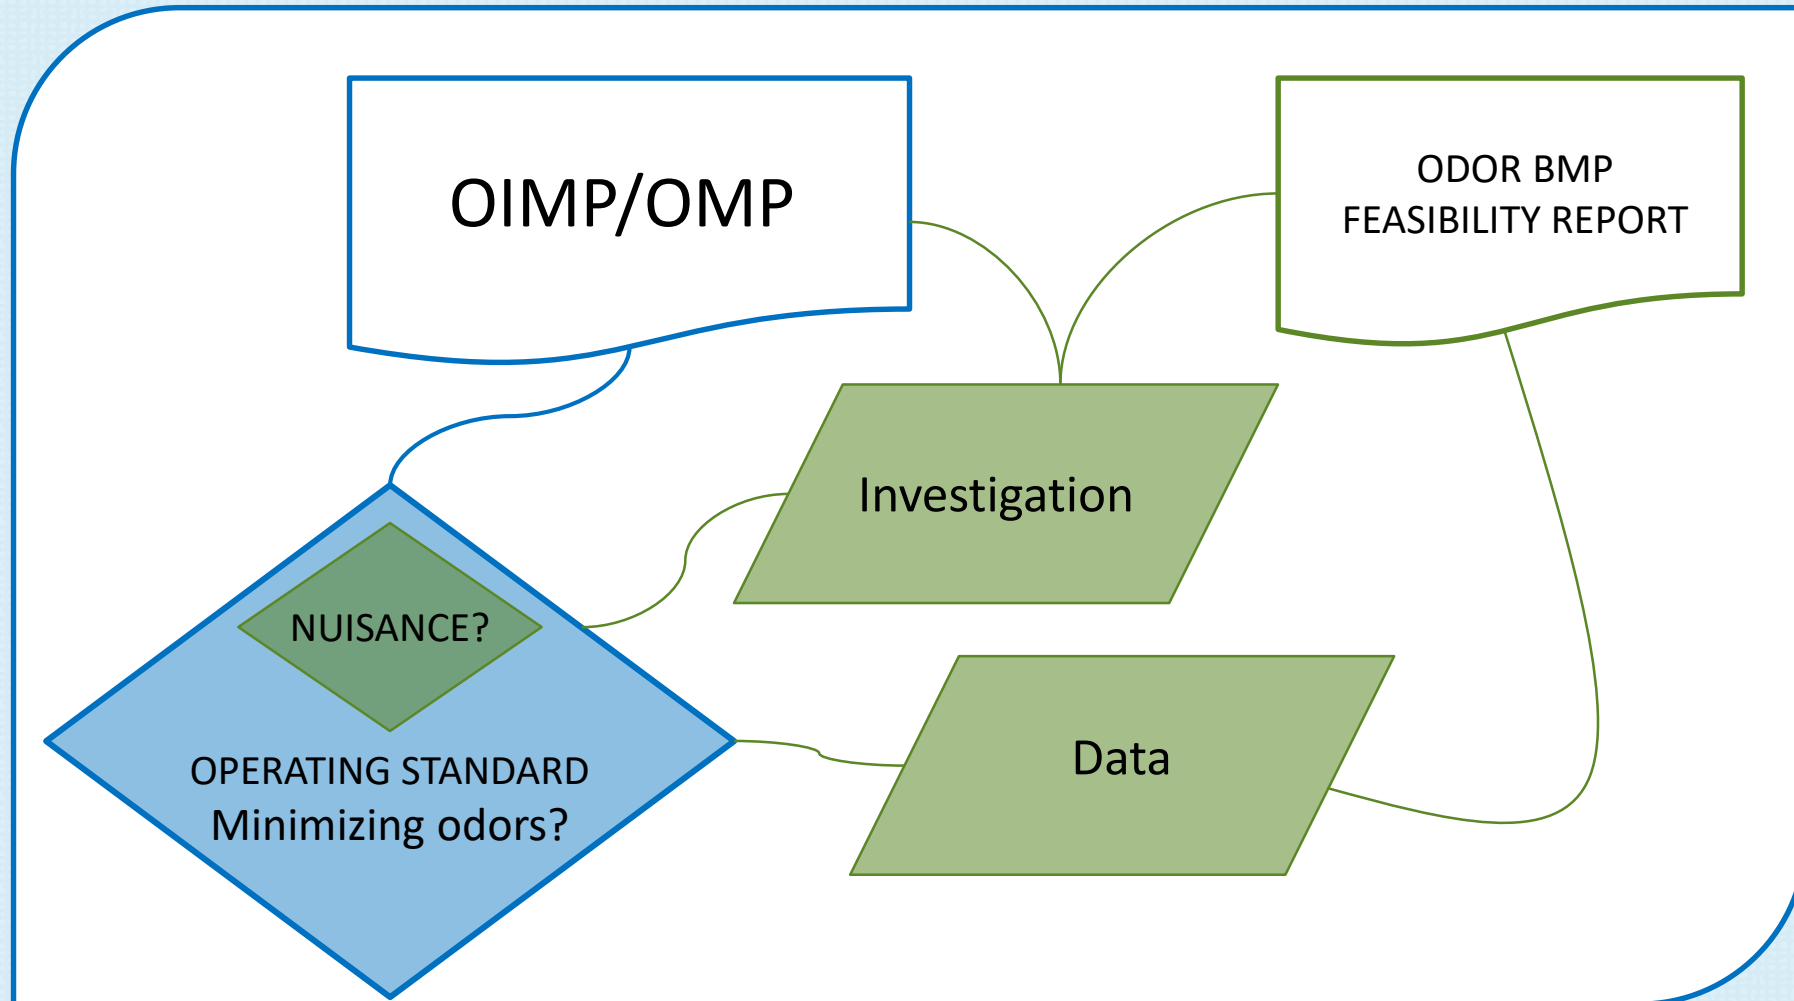 OIMP/OMP
ODOR BMP
FEASIBILITY REPORT
Investigation
NUISANCE?
OPERATING STANDARD
Minimizing odors?
Data